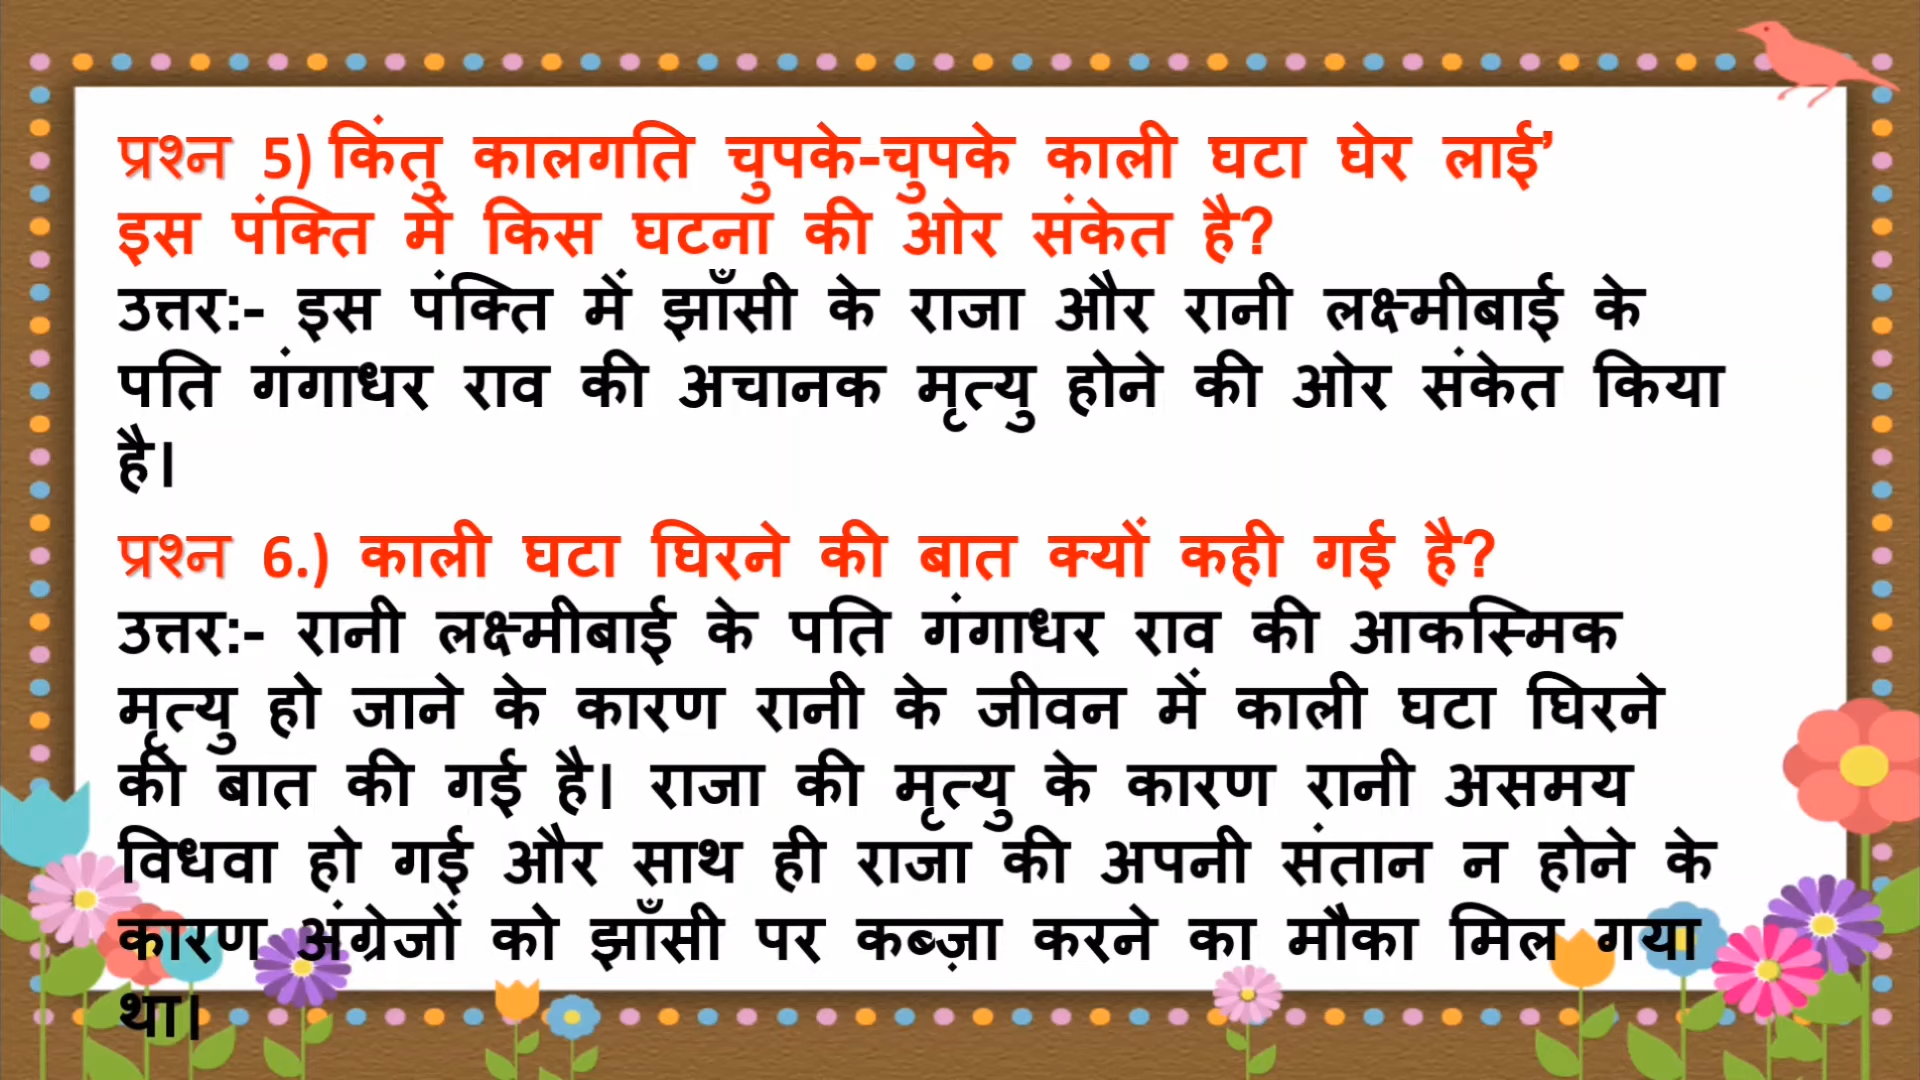 प्रश्न 5) किंतु कालगति चुपके-चुपके काली घटा घेर लाई’
इस पंक्ति में किस घटना की ओर संकेत है?
उत्तर:- इस पंक्ति में झाँसी के राजा और रानी लक्ष्मीबाई के
पति गंगाधर राव की अचानक मृत्यु होने की ओर संकेत किया
है।
प्रश्न 6.) काली घटा घिरने की बात क्यों कही गई है?
उत्तर:- रानी लक्ष्मीबाई के पति गंगाधर राव की आकस्मिक
मृत्यु हो जाने के कारण रानी के जीवन में काली घटा घिरने
की बात की गई है। राजा की मृत्यु के कारण रानी असमय
विधवा हो गई और साथ ही राजा की अपनी संतान न होने के
कारण अंग्रेजों को झाँसी पर कब्ज़ा करने का मौका मिल गया
था।